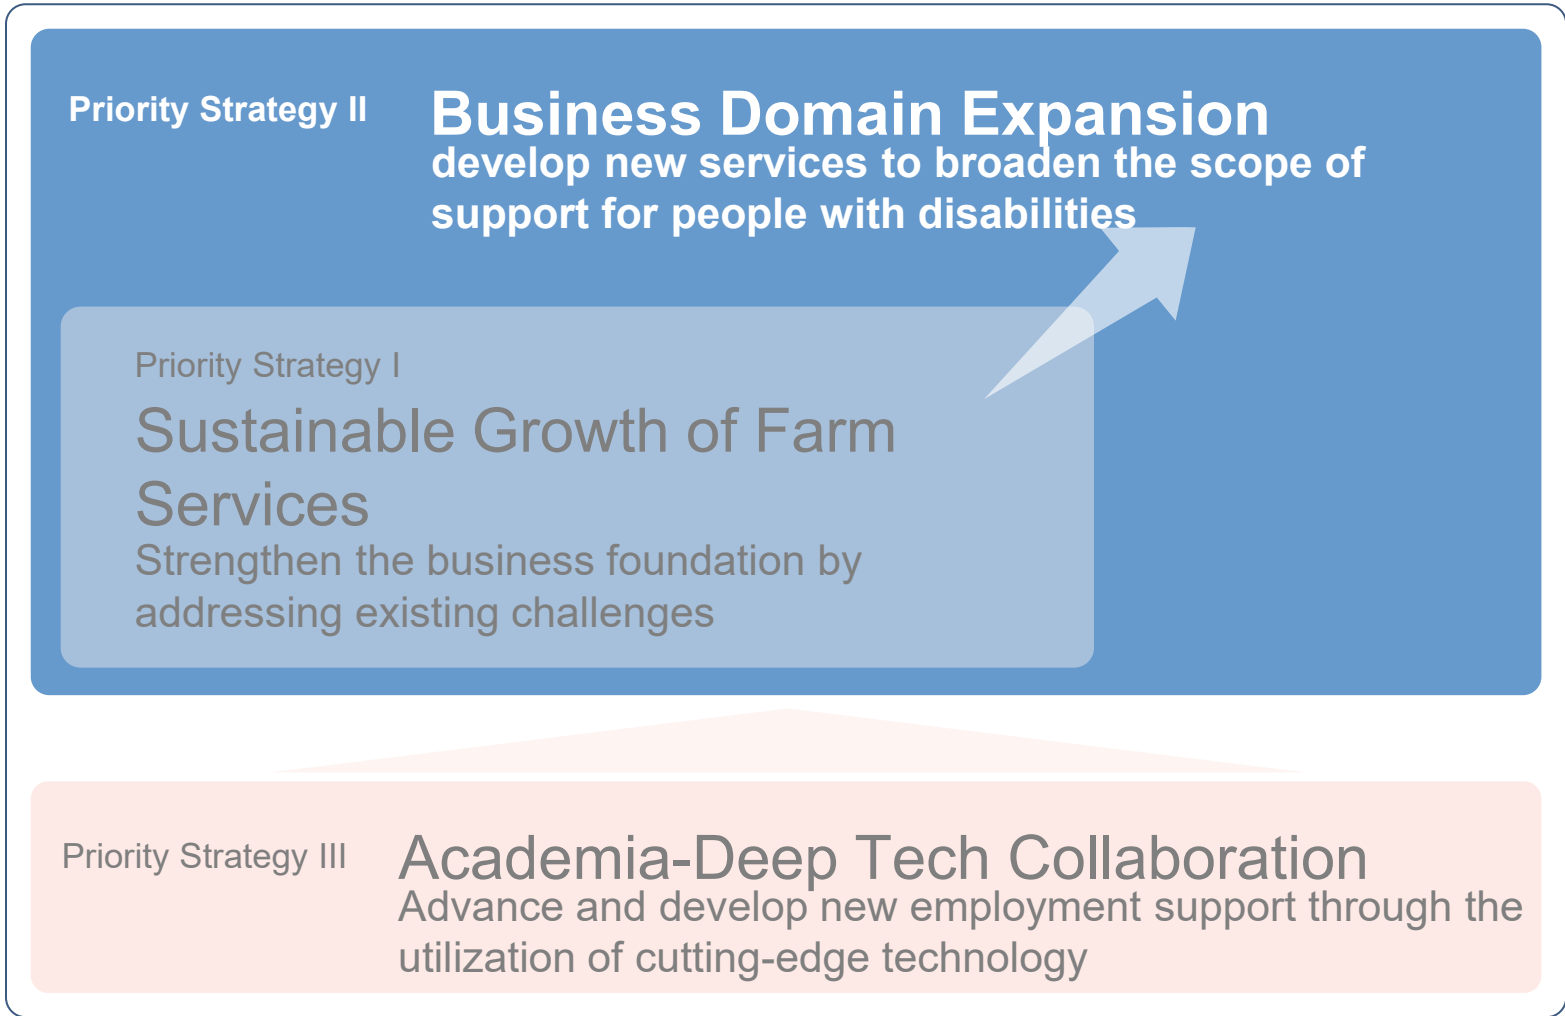 Priority Strategy II
Business Domain Expansion
develop new services to broaden the scope of
support for people with disabilities
Priority Strategy I
Sustainable Growth of Farm
Services
Strengthen the business foundation by
addressing existing challenges
Priority Strategy III
Academia-Deep Tech Collaboration
Advance and develop new employment support through the
utilization of cutting-edge technology